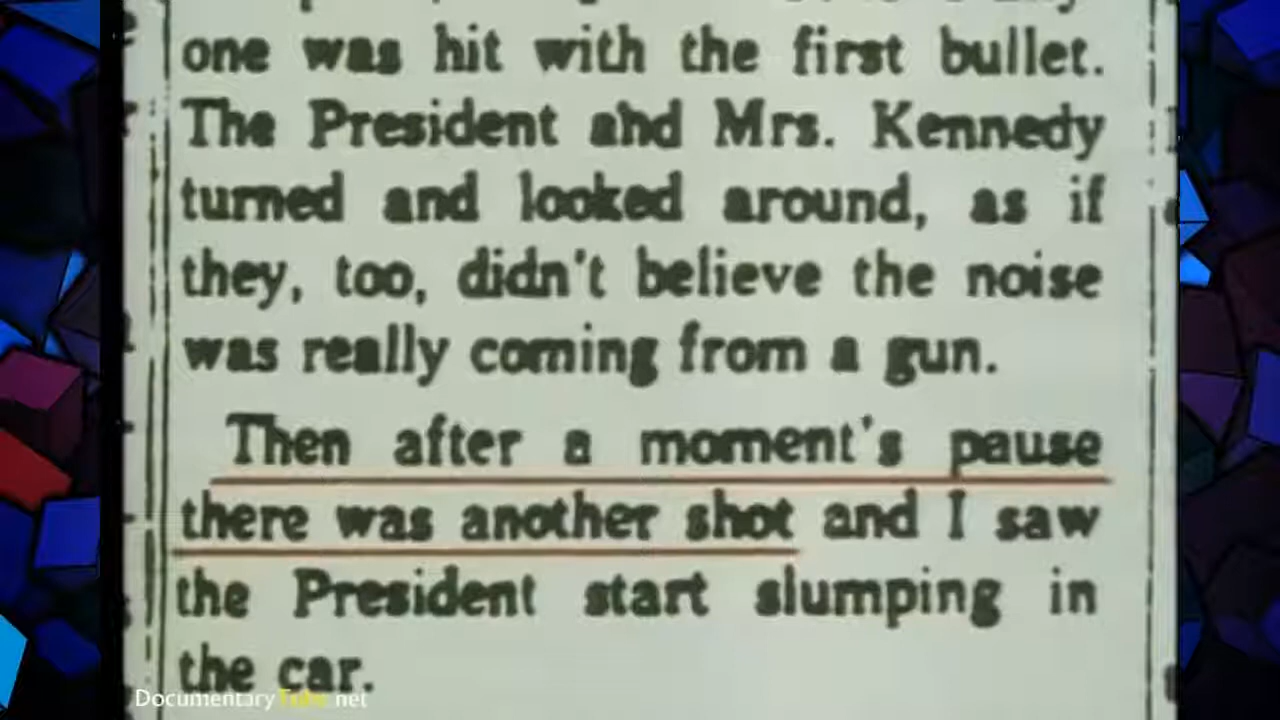 one was hit with the first bullet.
The President and Mrs. Kennedy
turned and looked around, as if
they, too, didn't believe the noise
was really coming from a gun.
Then after a moment's pause
there was another shot and I saw
the President start slumping in
the car.
DocumentaryTube.net